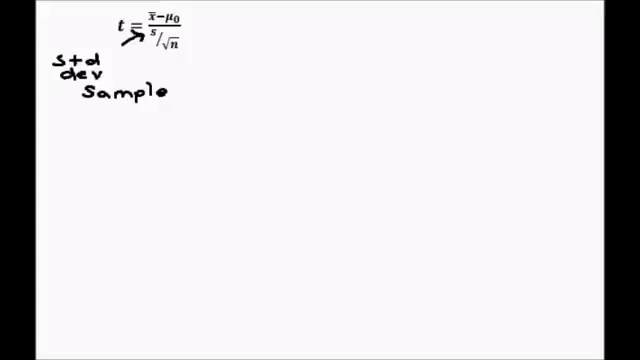 t = x̄−μ₀ / s/√n
std
dev
sample